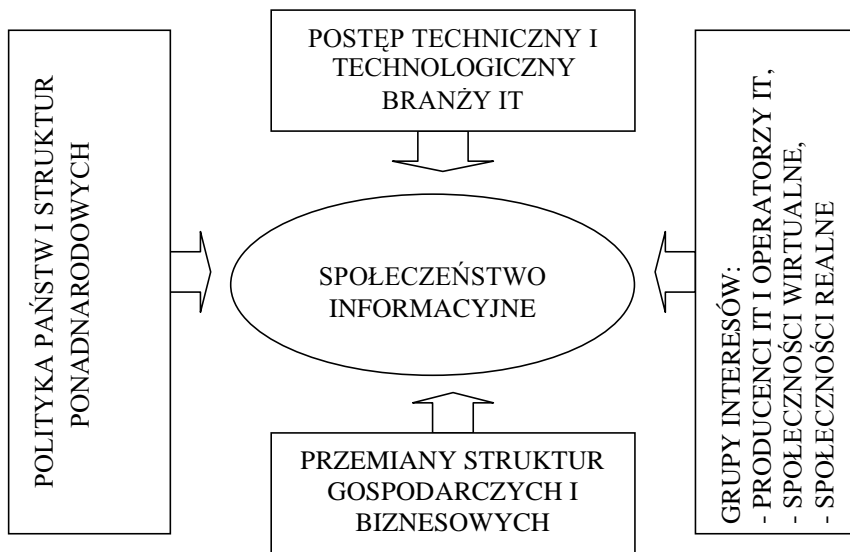 POSTĘP TECHNICZNY I
TECHNOLOGICZNY
BRANŻY IT
POLITYKA PAŃSTW I STRUKTUR
PONADNARODOWYCH
SPOŁECZEŃSTWO
INFORMACYJNE
GRUPY INTERESÓW:
- PRODUCENCI IT I OPERATORZY IT,
- SPOŁECZNOŚCI WIRTUALNE,
- SPOŁECZNOŚCI REALNE
PRZEMIANY STRUKTUR
GOSPODARCZYCH I
BIZNESOWYCH